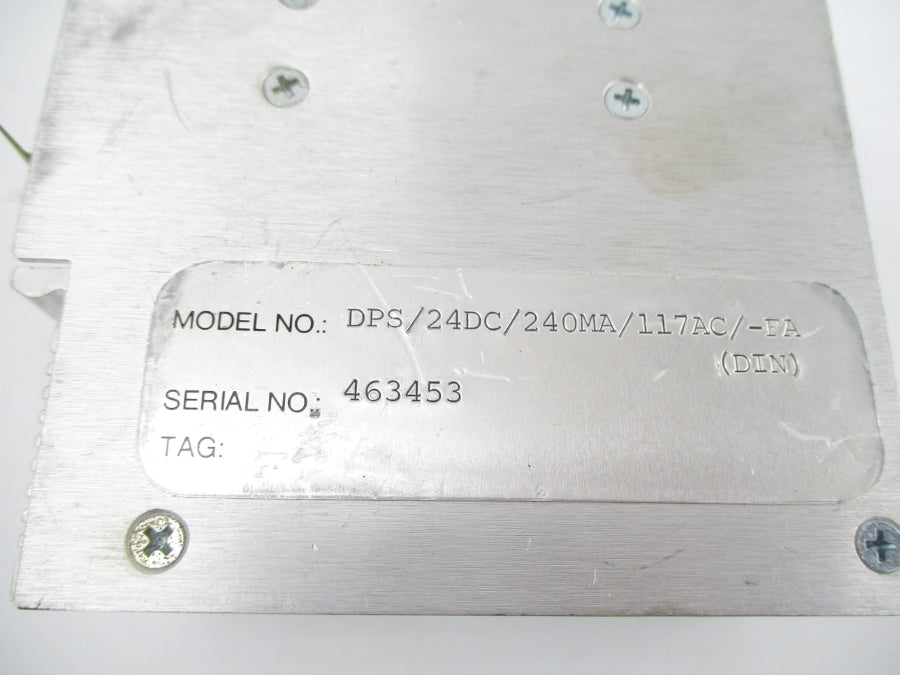 MODEL NO.: DPS/24DC/240MA/117AC/-FA
(DIN)
SERIAL NO.: 463453
TAG: